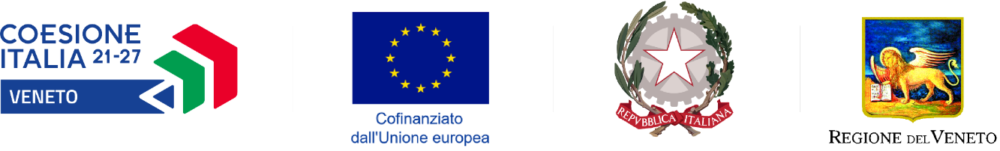 COESIONE
ITALIA 21-27
VENETO
Cofinanziato
dall'Unione europea
REPVBBLICA ITALIANA
REGIONE DEL VENETO